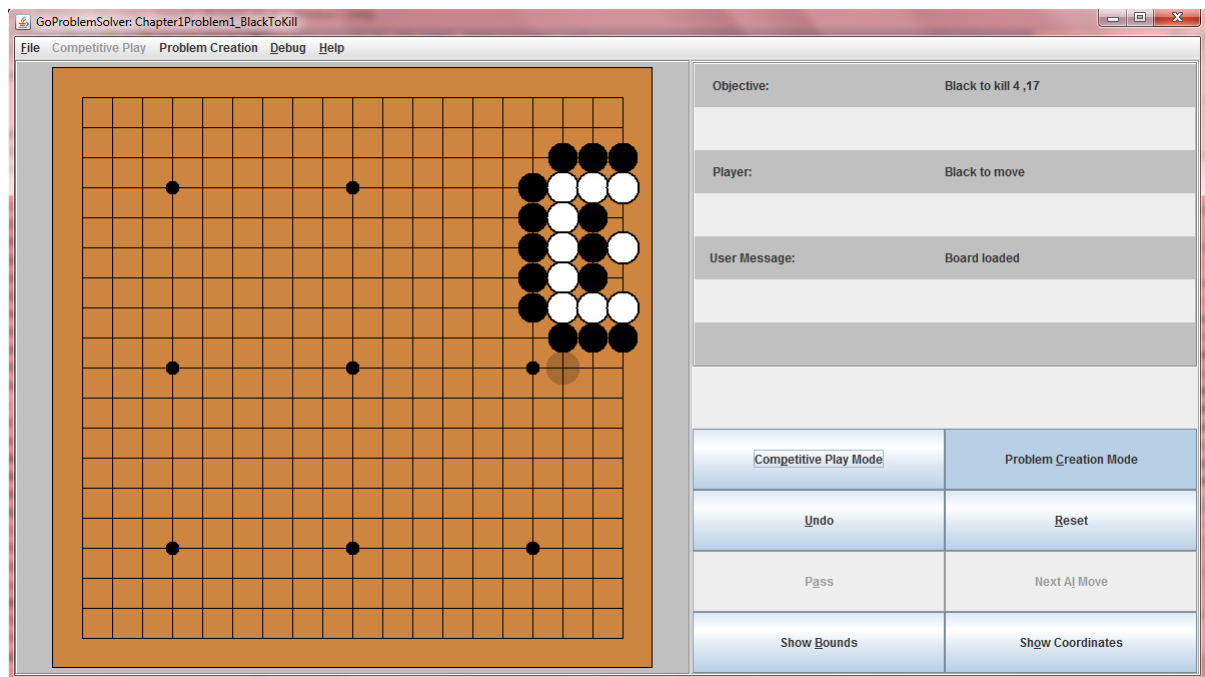 GoProblemSolver: Chapter1Problem1_BlackToKill
File Competitive Play Problem Creation Debug Help
Objective: Black to kill 4 ,17
Player: Black to move
User Message: Board loaded
Competitive Play Mode Problem Creation Mode
Undo Reset
Pass Next AI Move
Show Bounds Show Coordinates